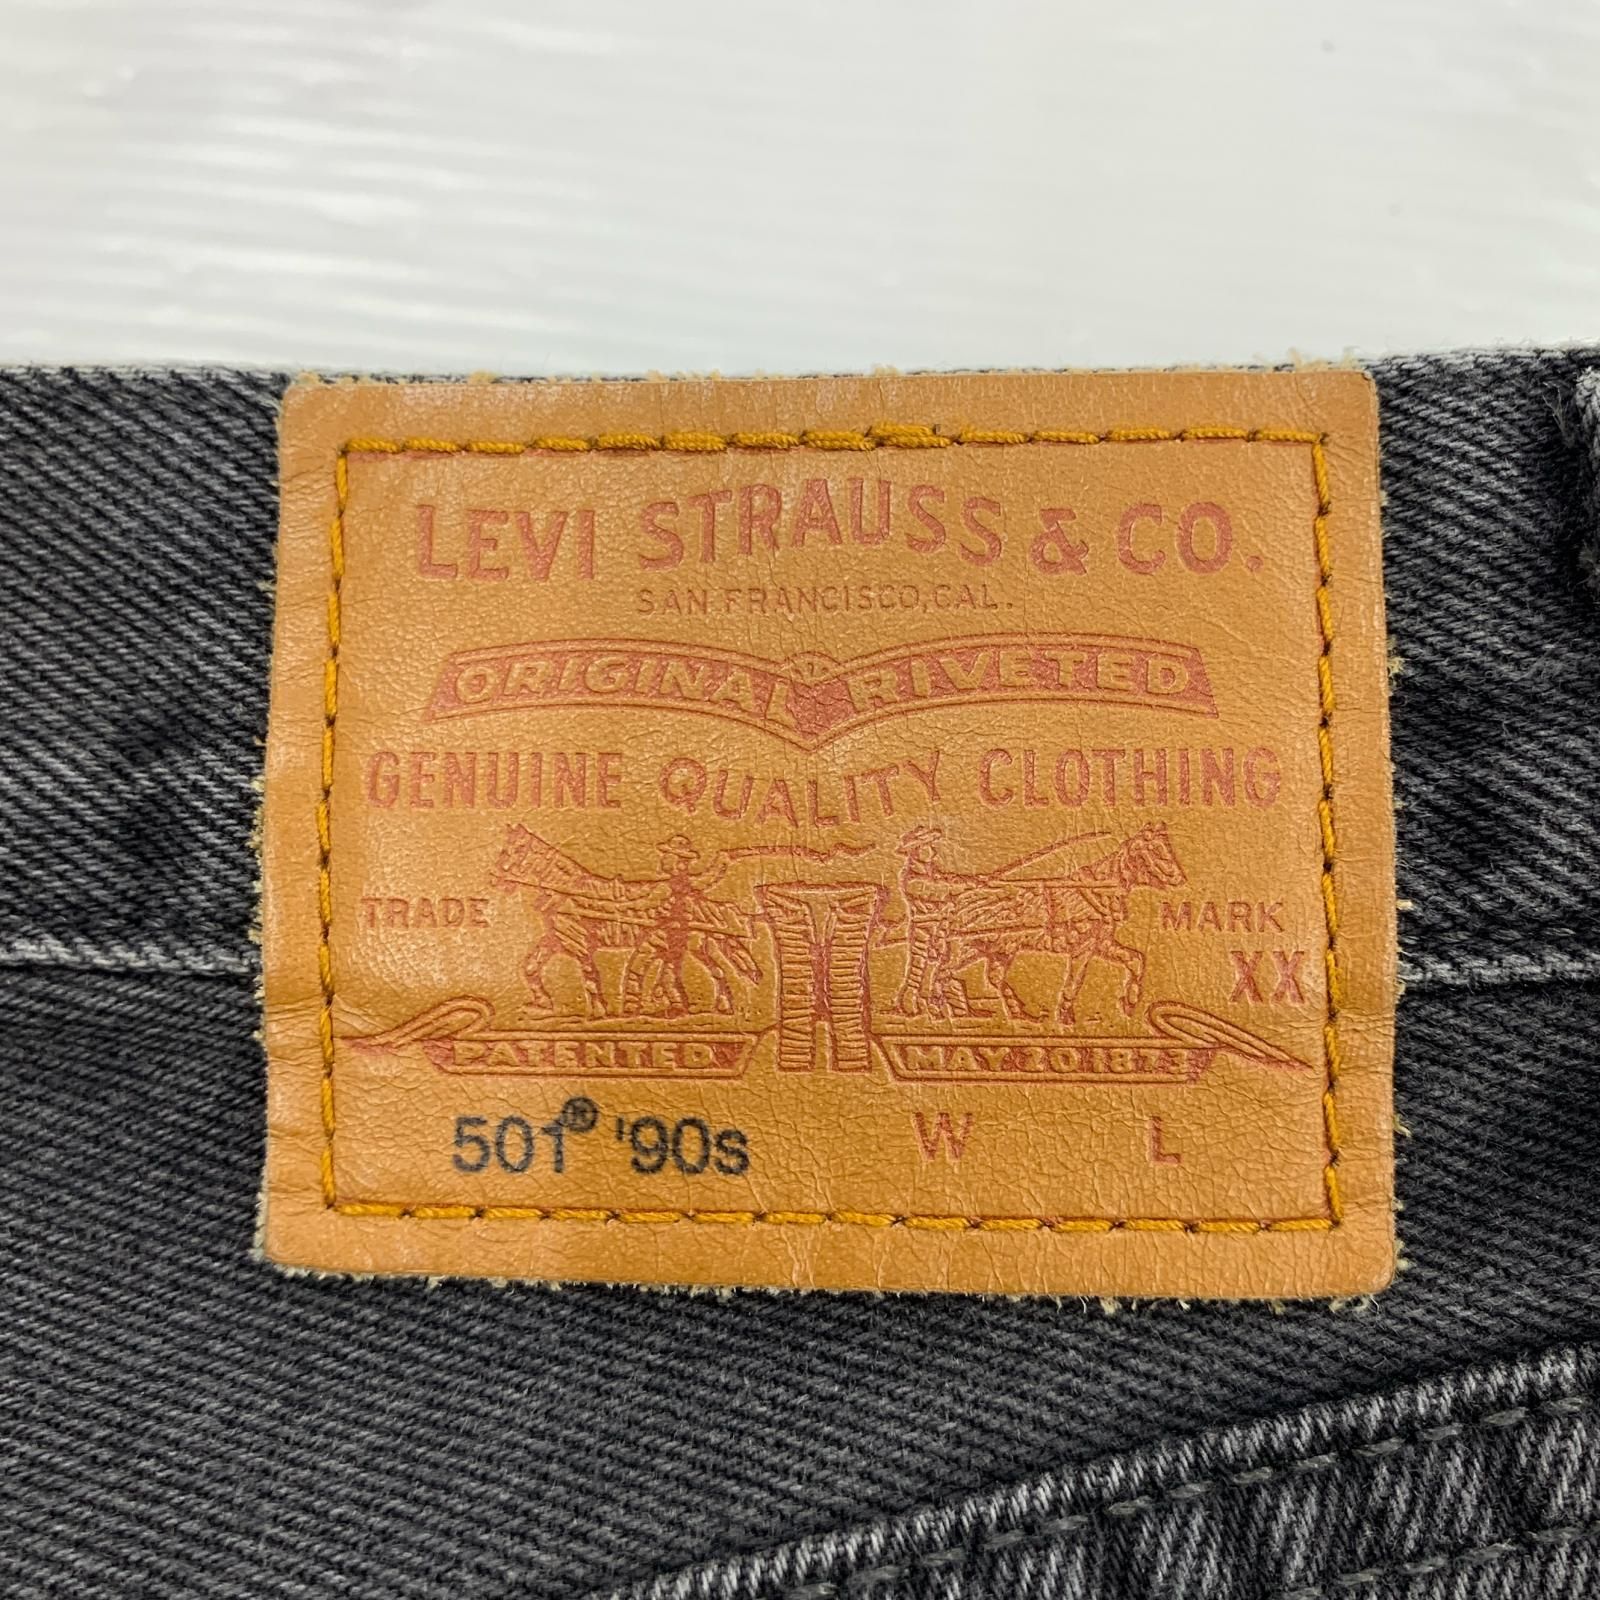 LEVI STRAUSS & CO.
SAN FRANCISCO, CAL.
ORIGINAL RIVETED
GENUINE QUALITY CLOTHING
TRADE MARK
XX
PATENTED MAY 20 1873
501® '90s W L